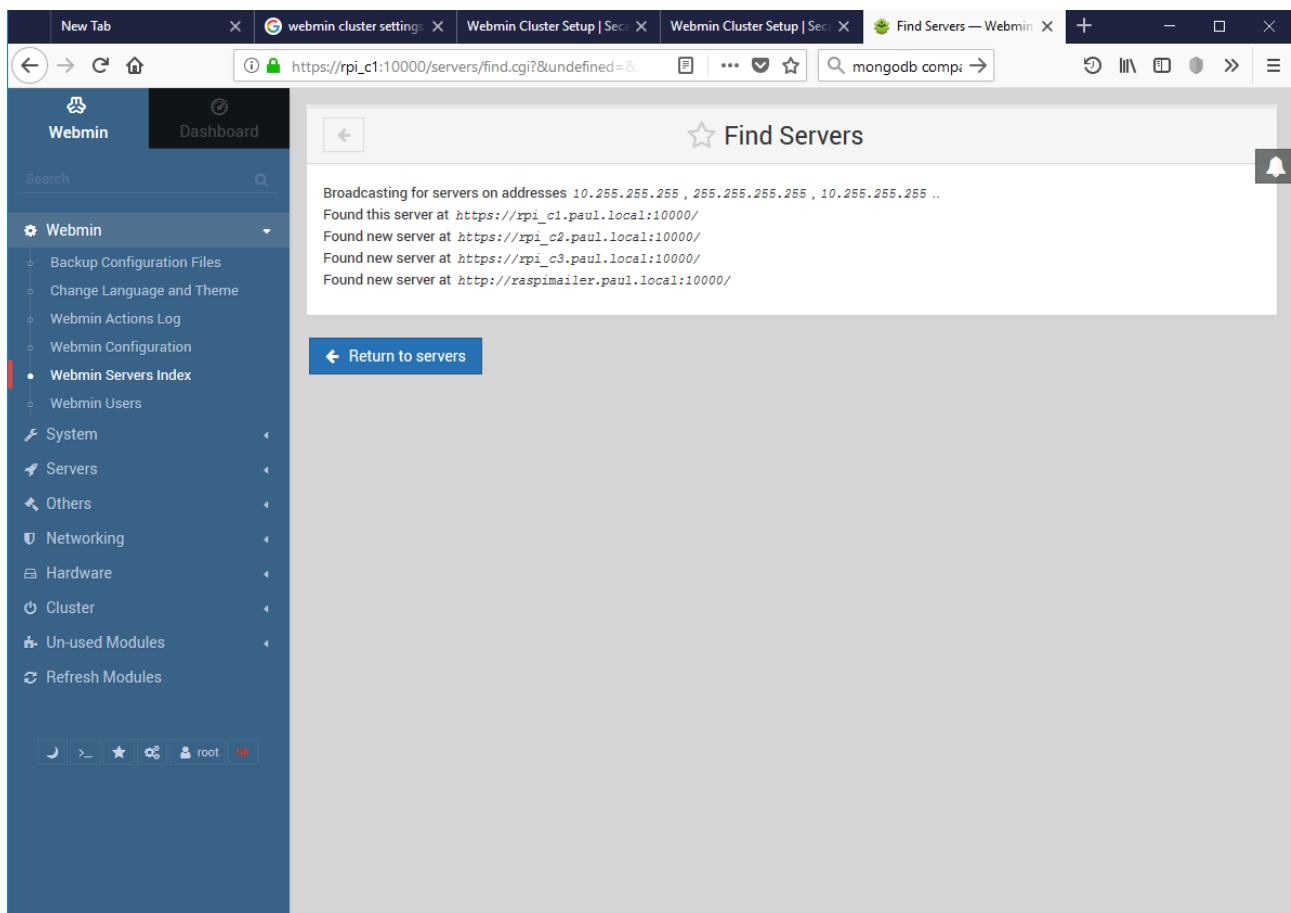 New Tab
webmin cluster settings
Webmin Cluster Setup | Seca
Webmin Cluster Setup | Sec
Find Servers — Webmin
https://rpi_c1:10000/servers/find.cgi?&undefined=&
mongodb compa
Webmin
Dashboard
Find Servers
Search
Broadcasting for servers on addresses 10.255.255.255 , 255.255.255.255 , 10.255.255.255 ..
Found this server at https://rpi_c1.paul.local:10000/
Found new server at https://rpi_c2.paul.local:10000/
Found new server at https://rpi_c3.paul.local:10000/
Found new server at http://raspimailer.paul.local:10000/
Return to servers
Webmin
Backup Configuration Files
Change Language and Theme
Webmin Actions Log
Webmin Configuration
Webmin Servers Index
Webmin Users
System
Servers
Others
Networking
Hardware
Cluster
Un-used Modules
Refresh Modules
>_
root